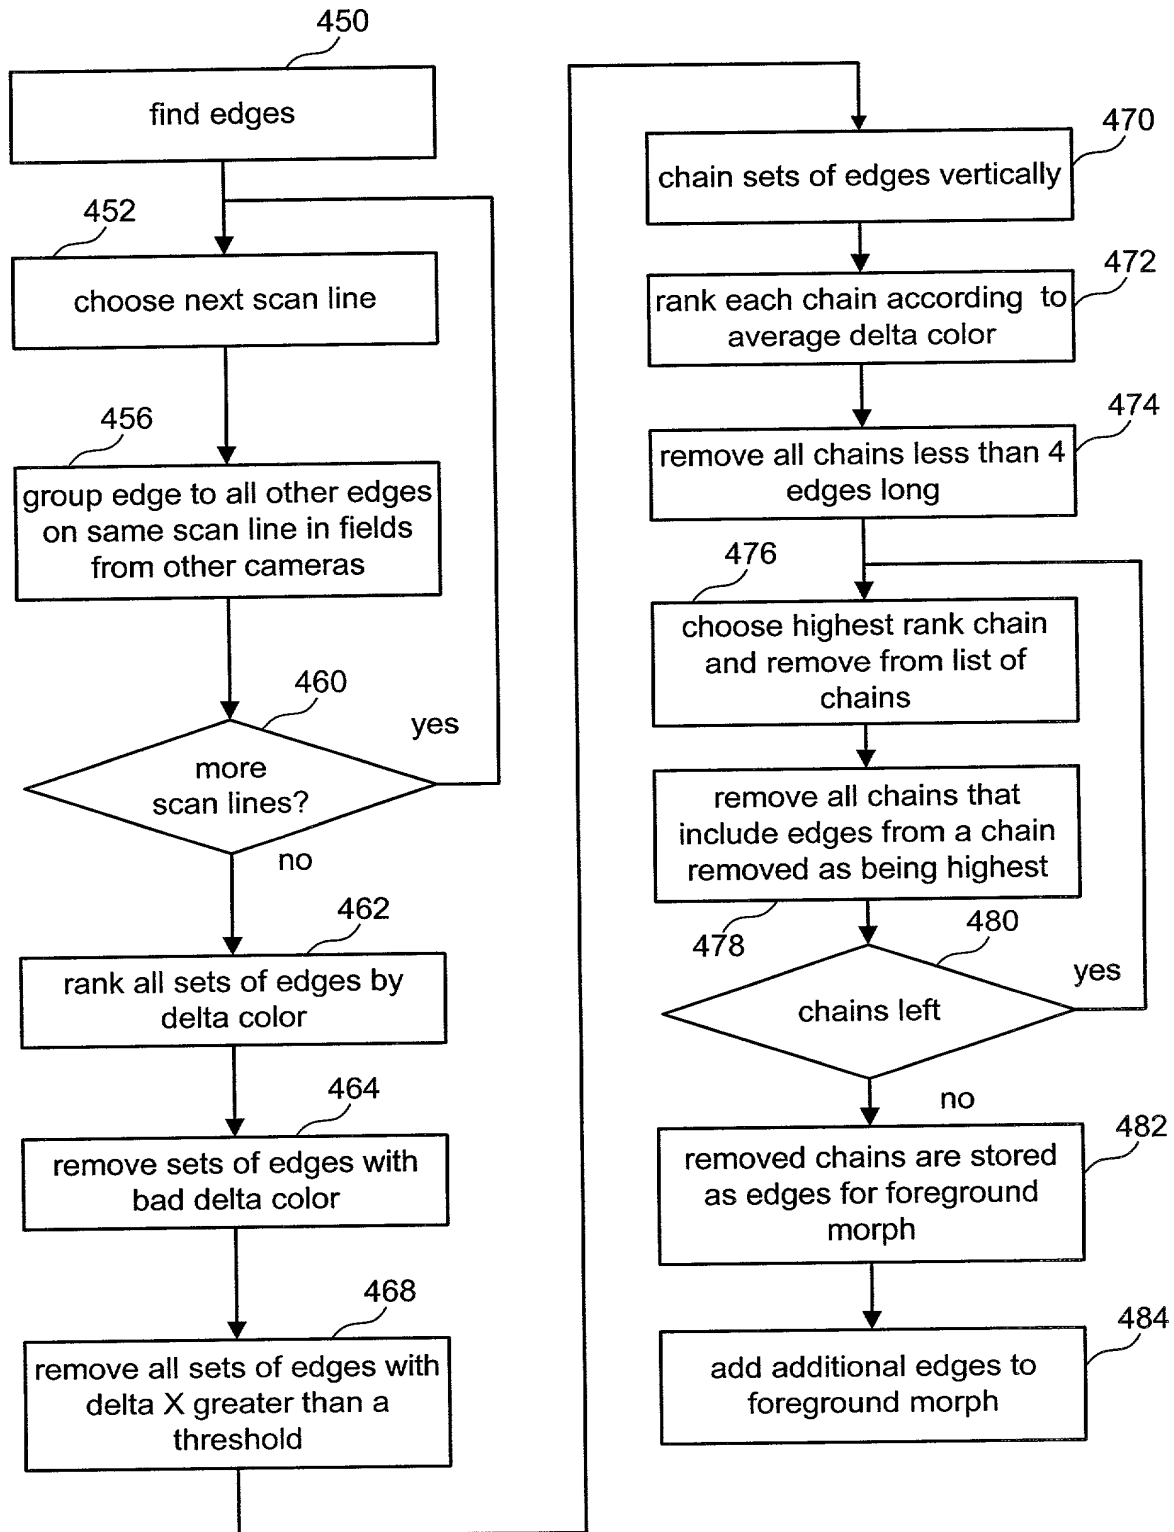 450
find edges
452
choose next scan line
456
group edge to all other edges
on same scan line in fields
from other cameras
460
yes
more
scan lines?
no
462
rank all sets of edges by
delta color
464
remove sets of edges with
bad delta color
468
remove all sets of edges with
delta X greater than a
threshold
470
chain sets of edges vertically
472
rank each chain according to
average delta color
474
remove all chains less than 4
edges long
476
choose highest rank chain
and remove from list of
chains
remove all chains that
include edges from a chain
removed as being highest
478
480
yes
chains left
no
482
removed chains are stored
as edges for foreground
morph
484
add additional edges to
foreground morph